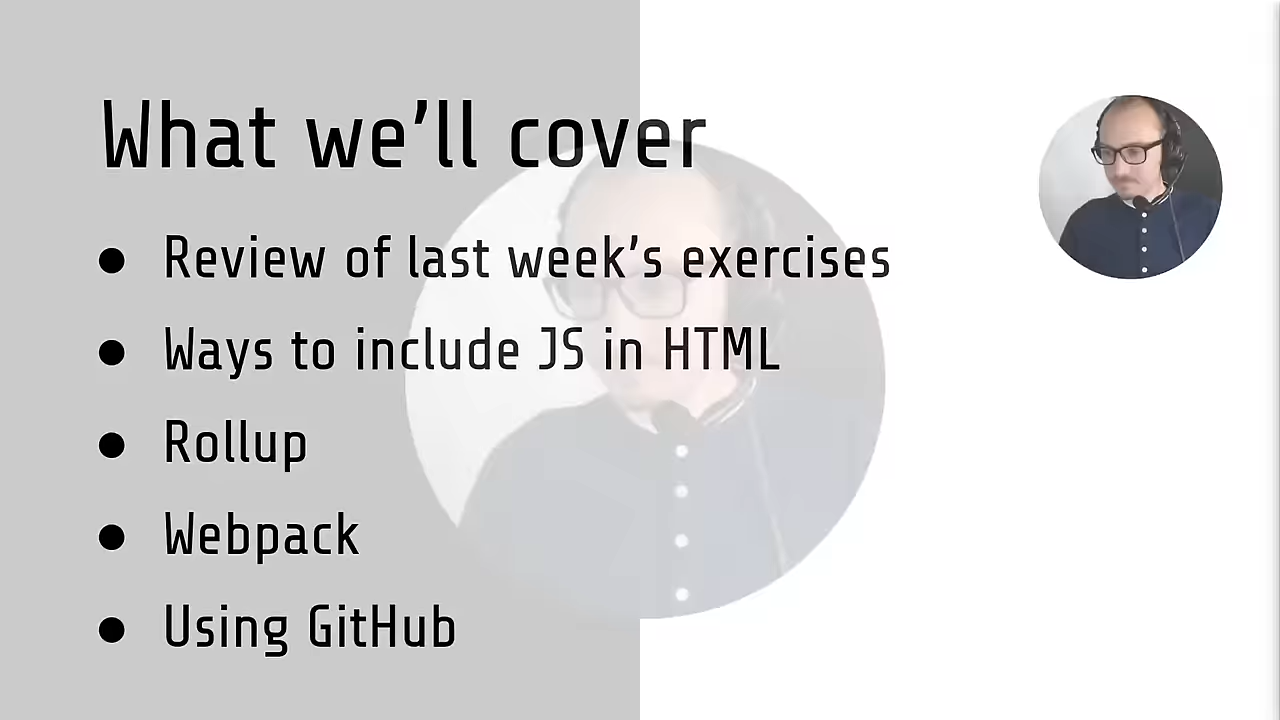 What we'll cover
● Review of last week's exercises
● Ways to include JS in HTML
● Rollup
● Webpack
● Using GitHub